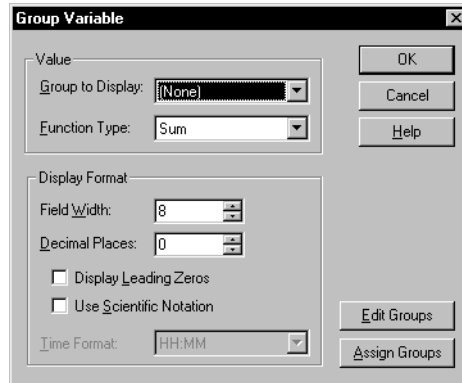 Group Variable
Value
Group to Display: (None)
Function Type: Sum
OK
Cancel
Help
Display Format
Field Width: 8
Decimal Places: 0
Display Leading Zeros
Use Scientific Notation
Time Format: HH:MM
Edit Groups
Assign Groups